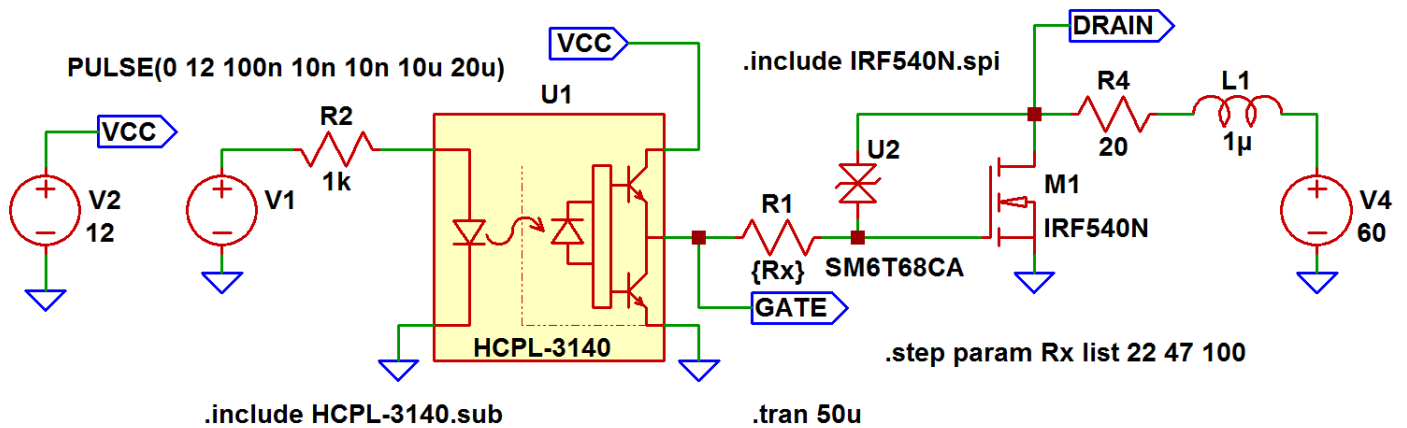 VCC
DRAIN
PULSE(0 12 100n 10n 10n 10u 20u)
.include IRF540N.spi
U1
R4
L1
VCC
R2
20
1µ
U2
1k
V2
12
V1
R1
M1
IRF540N
V4
60
{Rx}
SM6T68CA
GATE
HCPL-3140
.step param Rx list 22 47 100
.include HCPL-3140.sub
.tran 50u